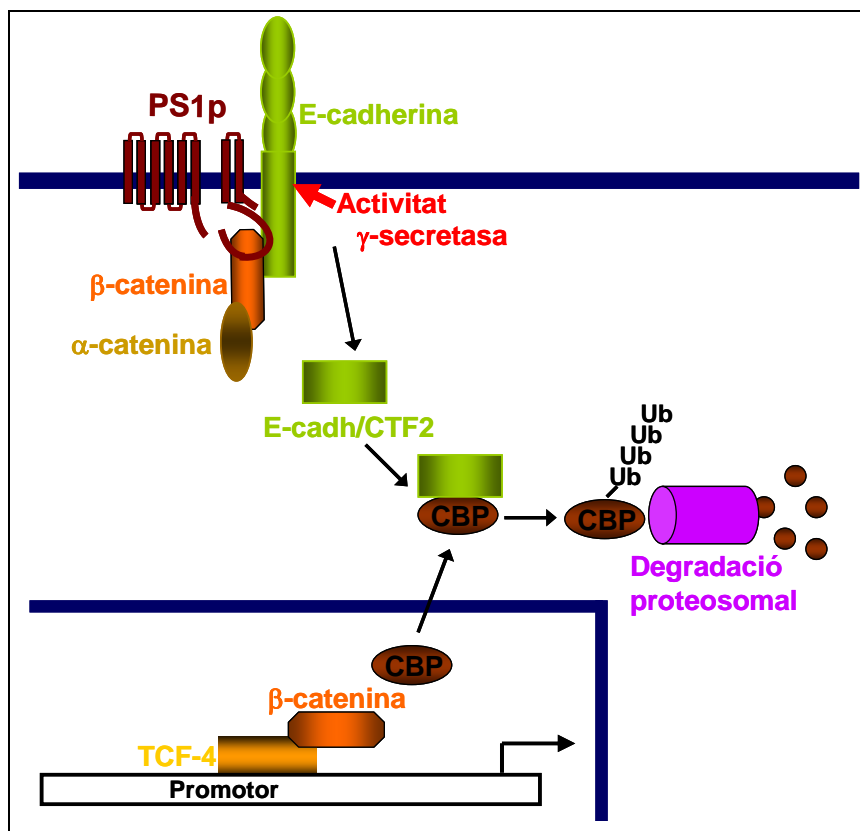 PS1p
E-cadherina
Activitat
γ-secretasa
β-catenina
α-catenina
E-cadh/CTF2
Ub
Ub
Ub
Ub
CBP
CBP
Degradació
proteosomal
CBP
β-catenina
TCF-4
Promotor